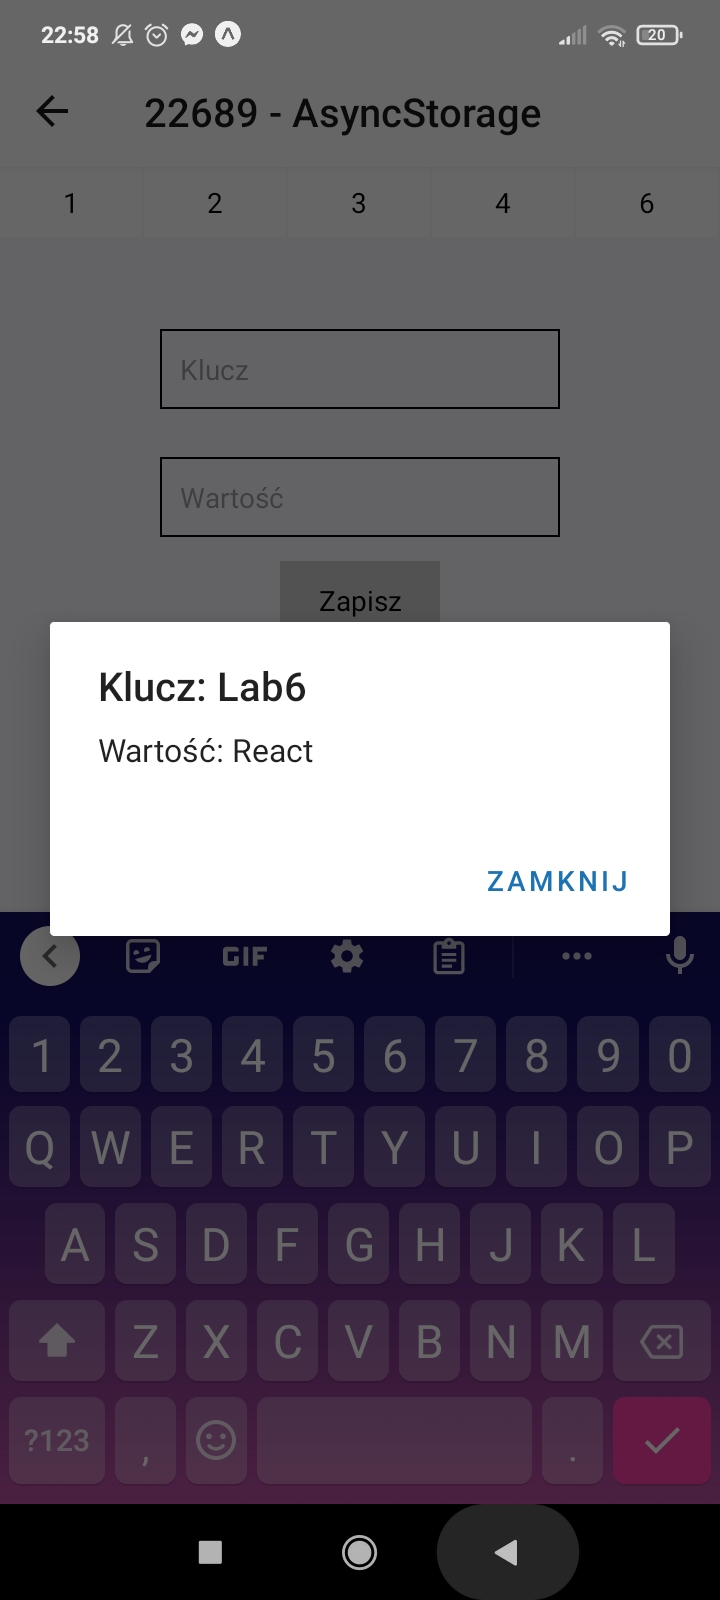 22:58 20
22689 - AsyncStorage
1 2 3 4 6
Klucz
Wartość
Zapisz
Klucz: Lab6
Wartość: React
ZAMKNIJ
GIF
1 2 3 4 5 6 7 8 9 0
Q W E R T Y U I O P
A S D F G H J K L
Z X C V B N M
?123 , .